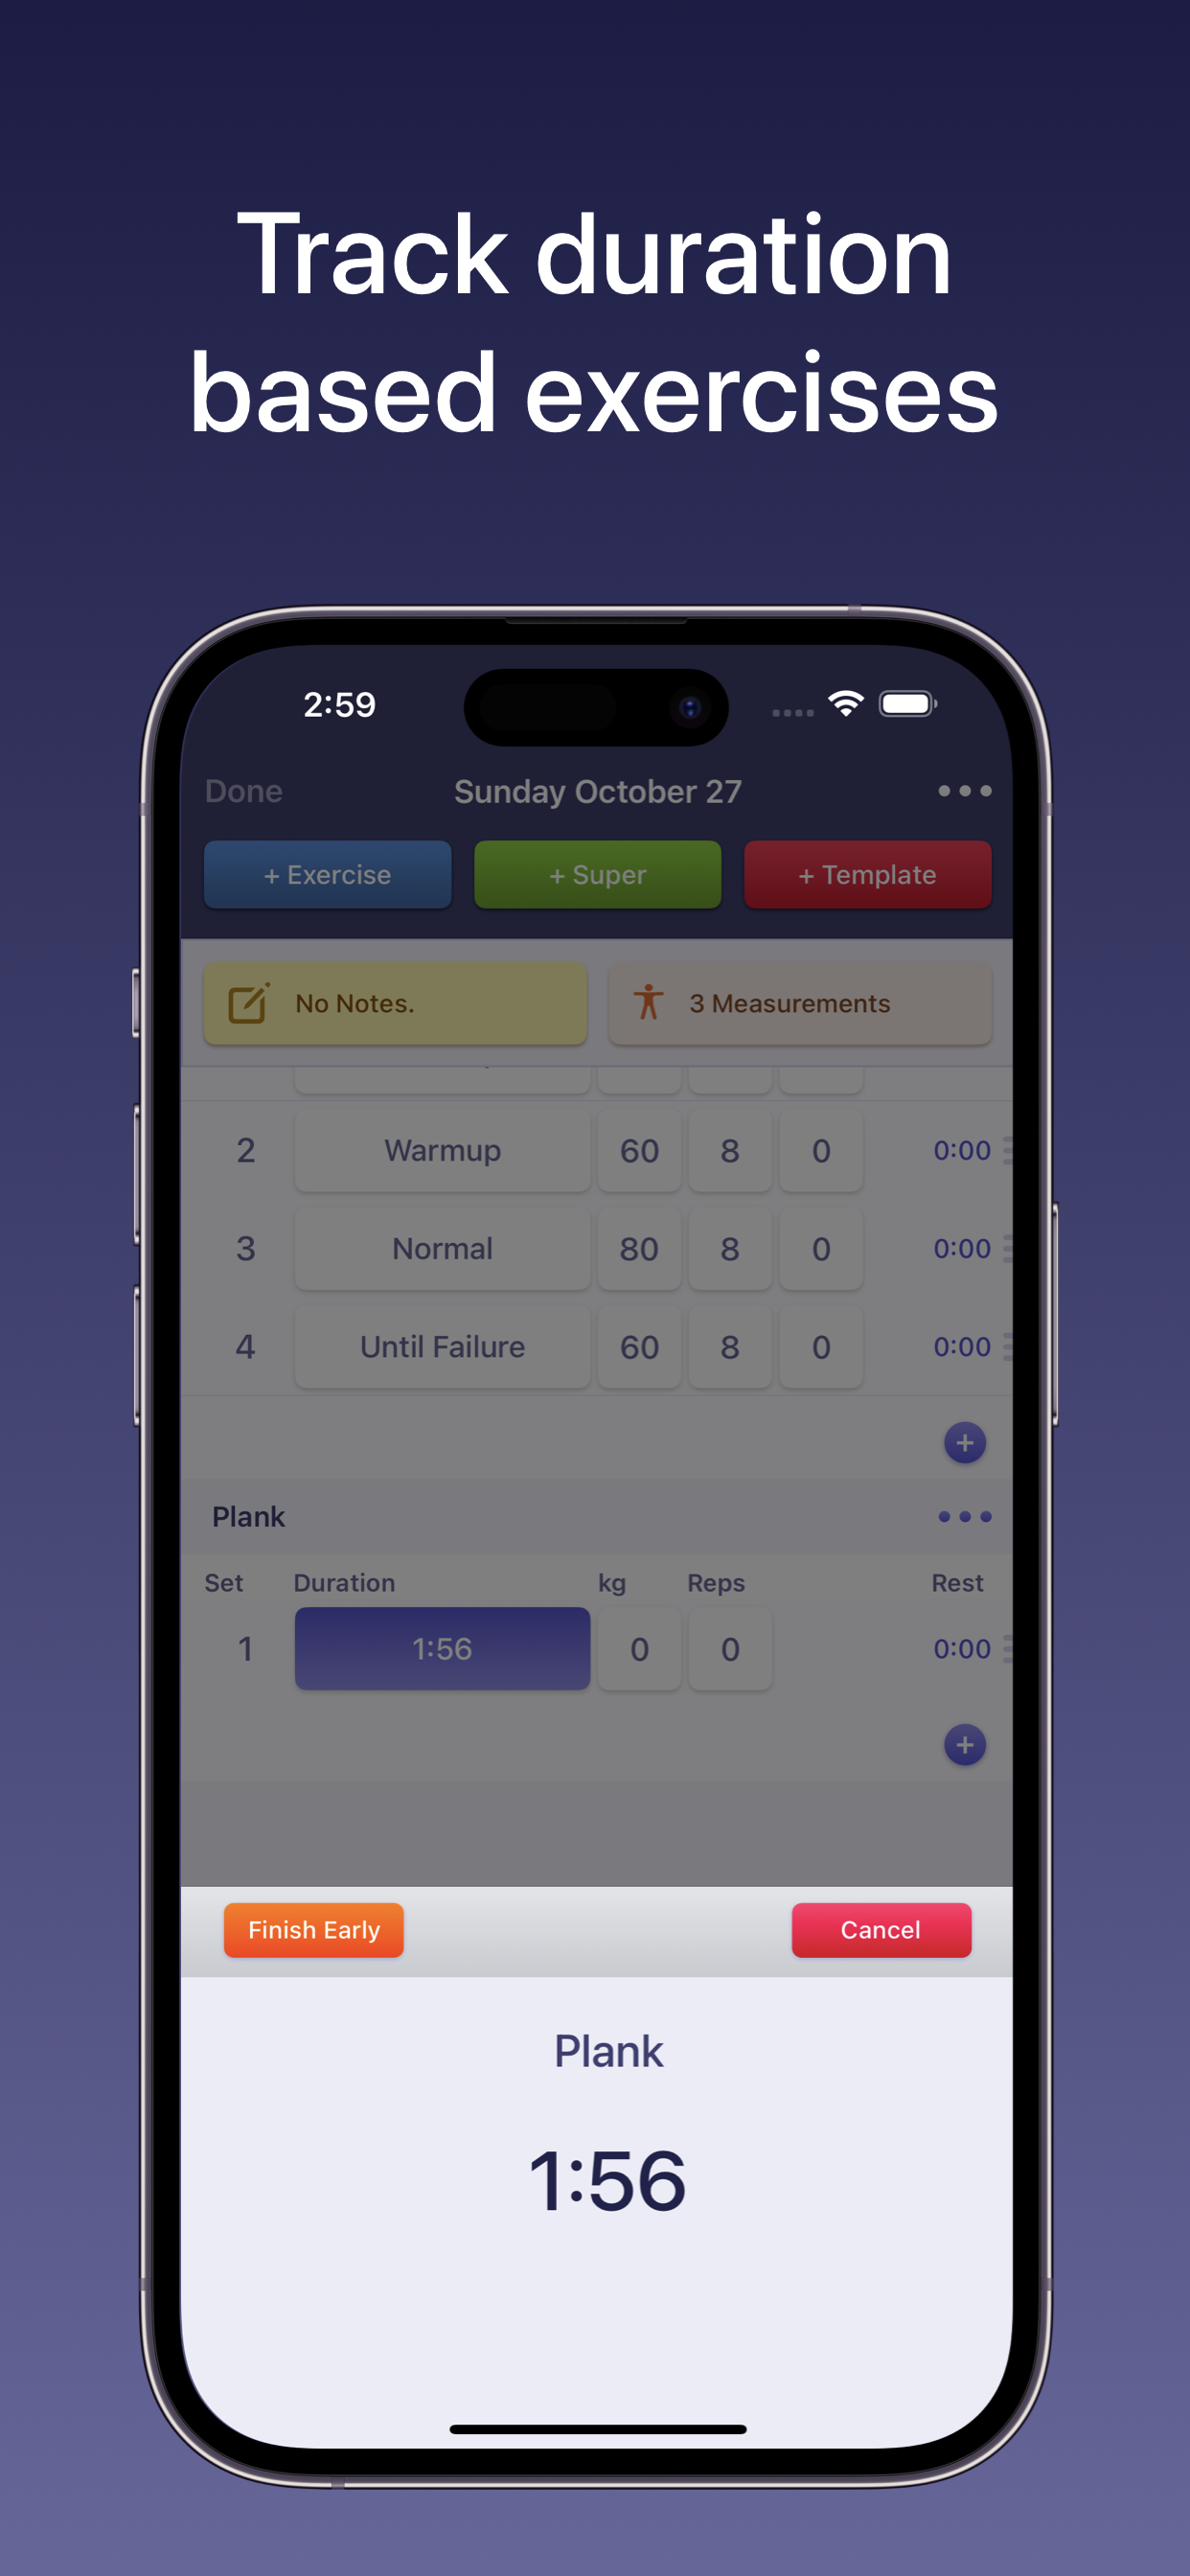 Track duration
based exercises
2:59
Done Sunday October 27
+ Exercise + Super + Template
No Notes. 3 Measurements
2 Warmup 60 8 0 0:00
3 Normal 80 8 0 0:00
4 Until Failure 60 8 0 0:00
+
Plank
Set Duration kg Reps Rest
1 1:56 0 0 0:00
+
Finish Early Cancel
Plank
1:56